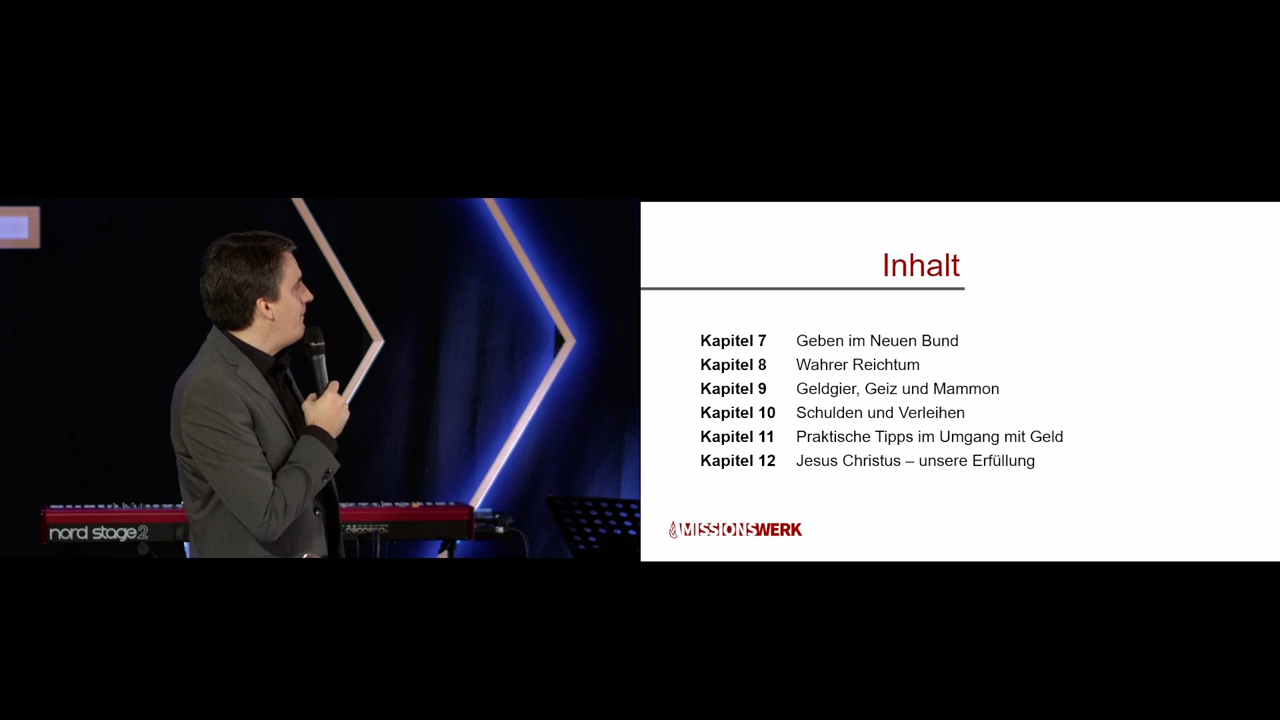 nord stage 2
Inhalt
Kapitel 7 Geben im Neuen Bund
Kapitel 8 Wahrer Reichtum
Kapitel 9 Geldgier, Geiz und Mammon
Kapitel 10 Schulden und Verleihen
Kapitel 11 Praktische Tipps im Umgang mit Geld
Kapitel 12 Jesus Christus – unsere Erfüllung
MISSIONSWERK